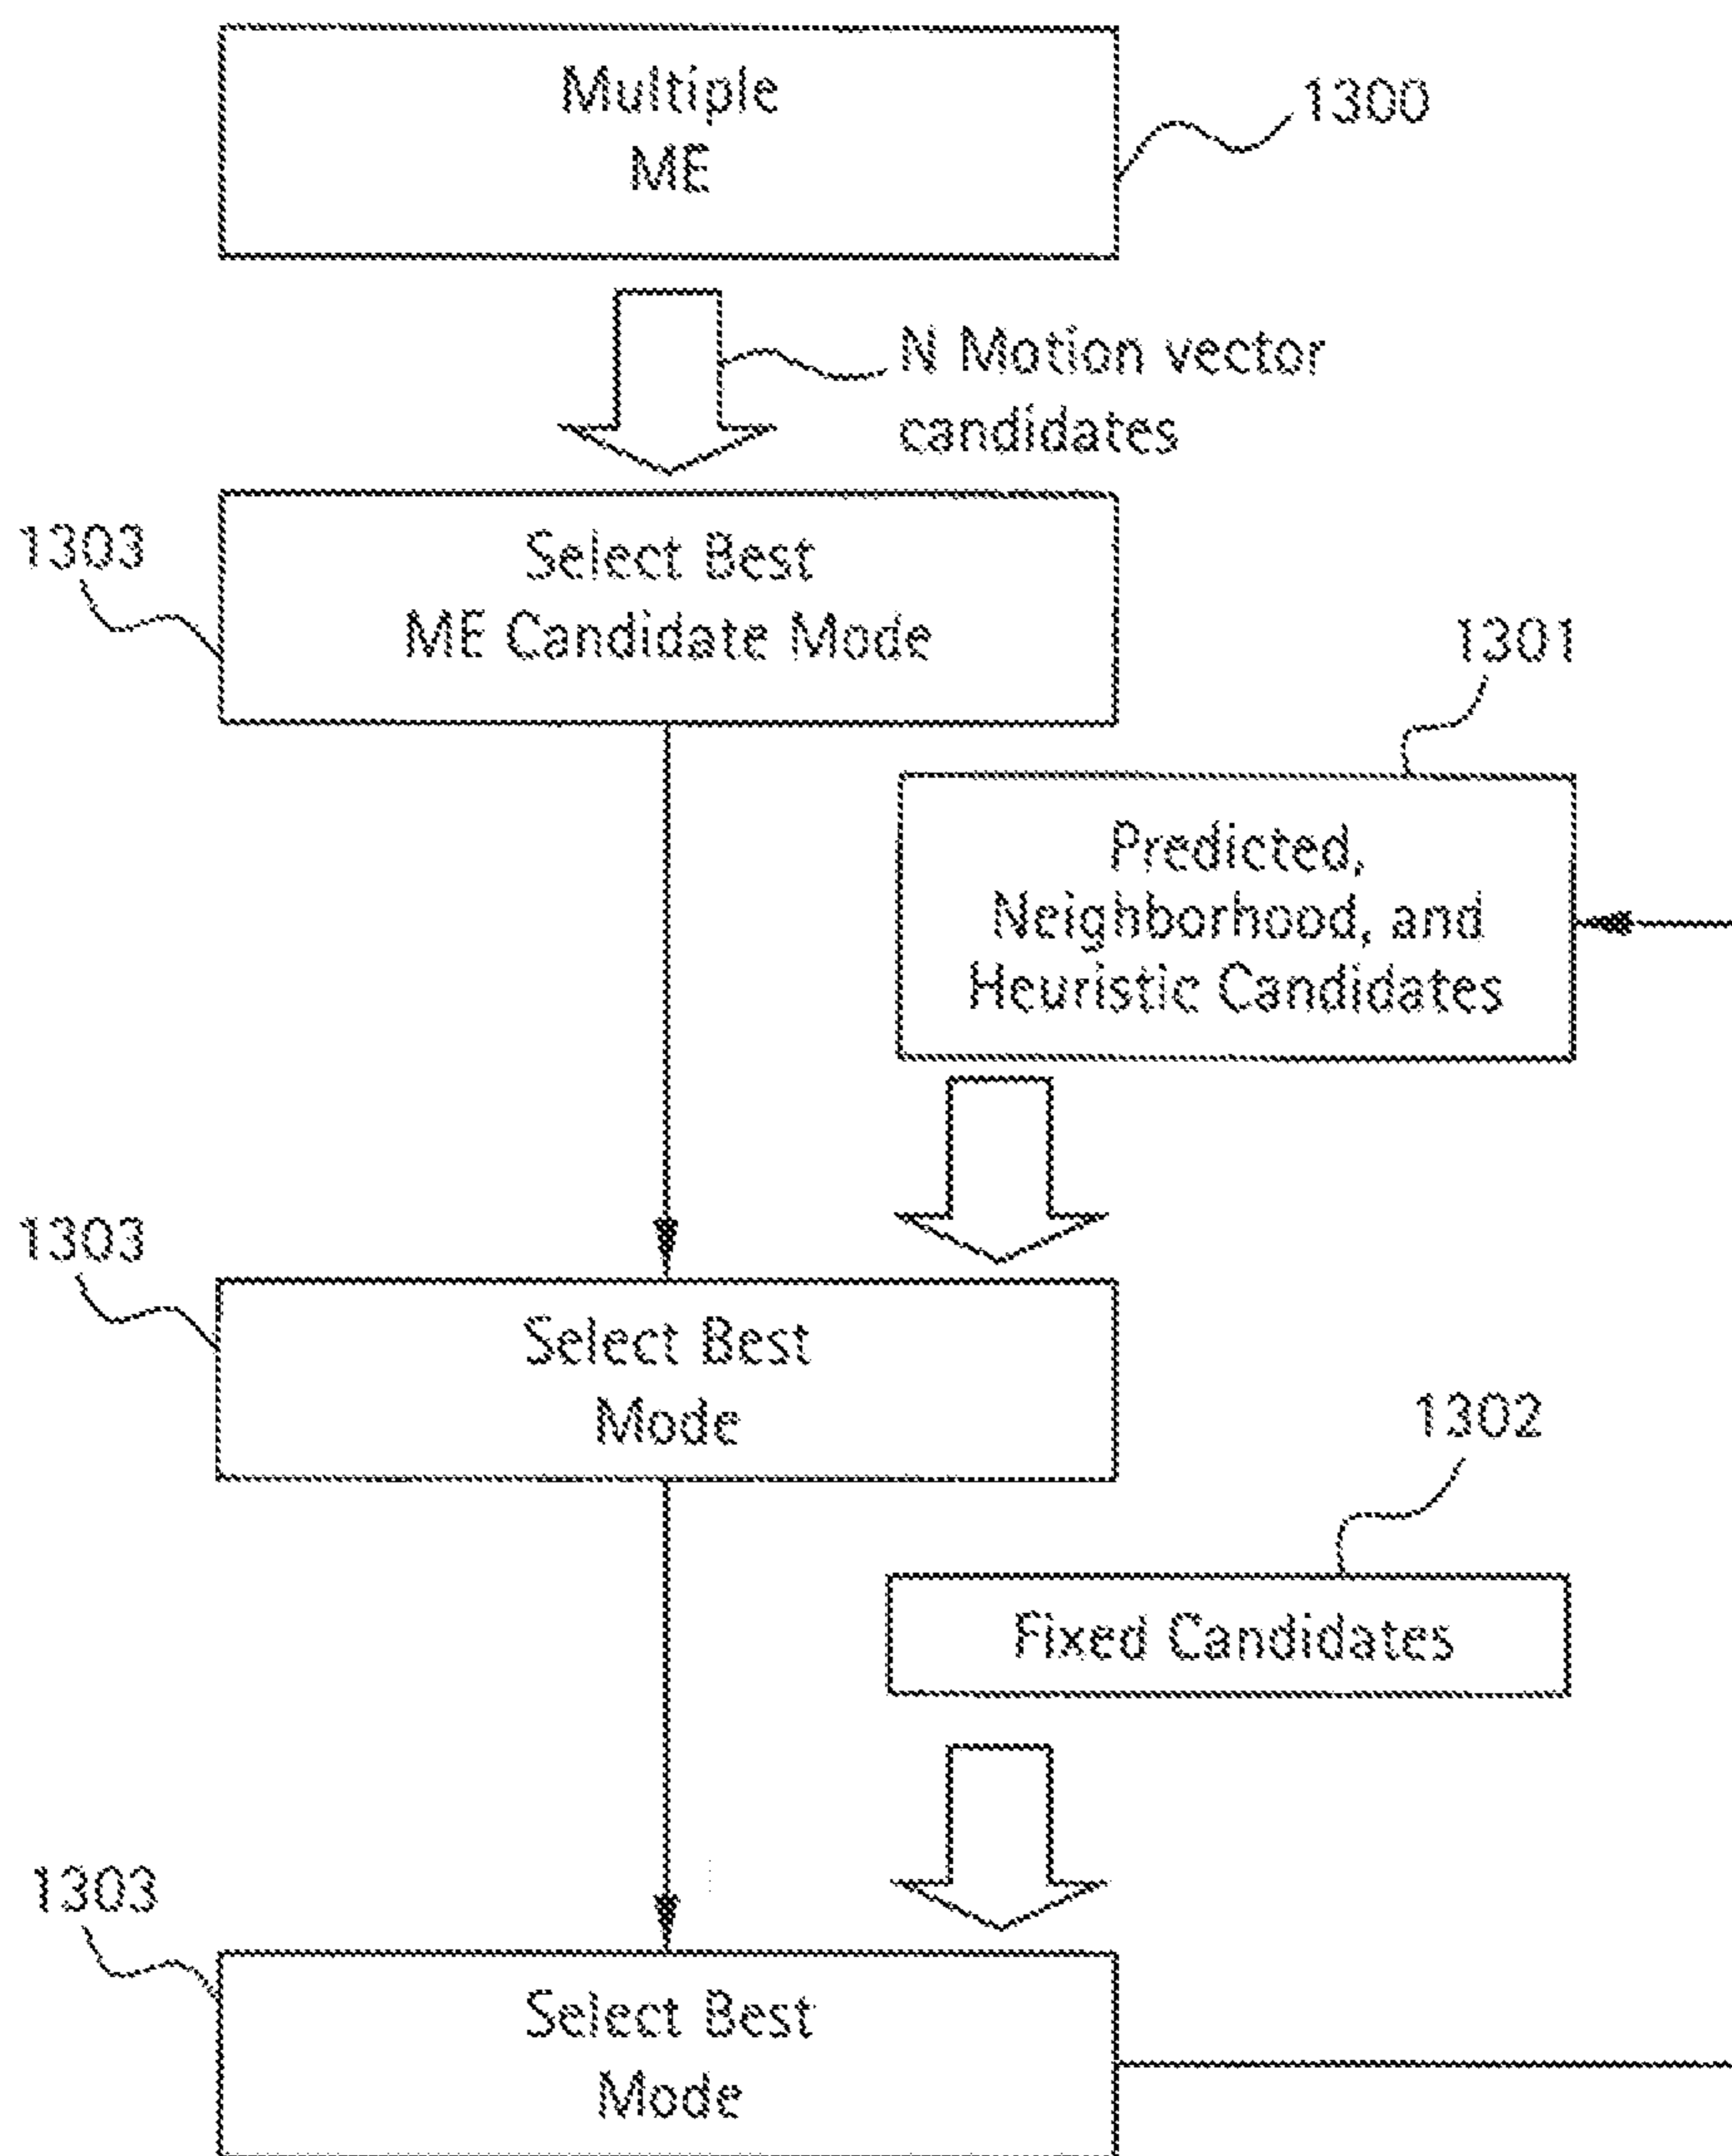 Multiple
ME
1300
N Motion vector
candidates
1303
Select Best
ME Candidate Mode
1301
Predicted,
Neighborhood, and
Heuristic Candidates
1303
Select Best
Mode
1302
Fixed Candidates
1303
Select Best
Mode